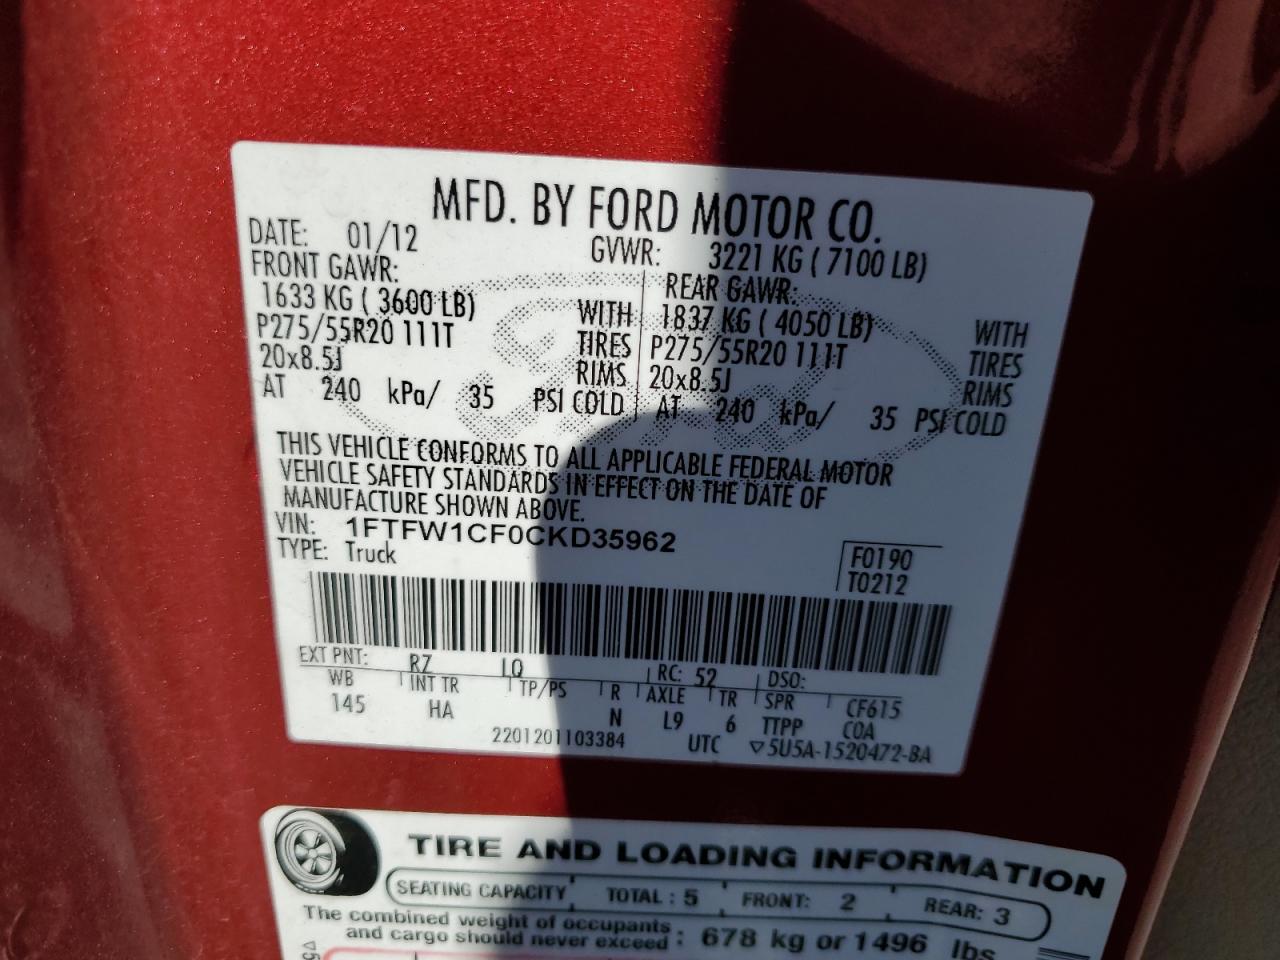 MFD. BY FORD MOTOR CO.
DATE: 01/12 GVWR: 3221 KG ( 7100 LB)
FRONT GAWR: REAR GAWR:
1633 KG ( 3600 LB) WITH 1837 KG ( 4050 LB) WITH
P275/55R20 111T TIRES P275/55R20 111T TIRES
20x8.5J RIMS 20x8.5J RIMS
AT 240 kPa/ 35 PSI COLD AT 240 kPa/ 35 PSI COLD
Ford
THIS VEHICLE CONFORMS TO ALL APPLICABLE FEDERAL MOTOR
VEHICLE SAFETY STANDARDS IN EFFECT ON THE DATE OF
MANUFACTURE SHOWN ABOVE.
VIN: 1FTFW1CF0CKD35962
TYPE: Truck
F0190
T0212
EXT PNT: RZ LQ RC: 52 DSO:
WB INT TR TP/PS R AXLE TR SPR CF615
145 HA N L9 6 TTPP COA
2201201103384 UTC ▽5U5A-1520472-BA
TIRE AND LOADING INFORMATION
SEATING CAPACITY TOTAL : 5 FRONT: 2 REAR: 3
The combined weight of occupants
and cargo should never exceed : 678 kg or 1496 lbs